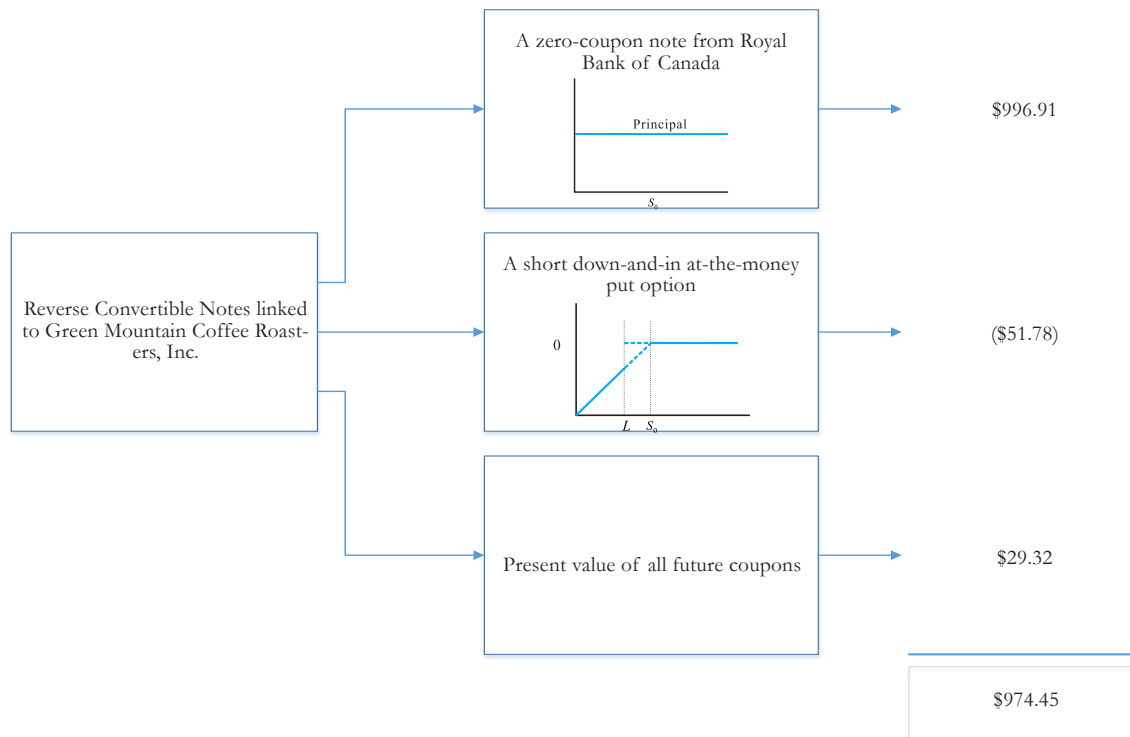 A zero-coupon note from Royal
Bank of Canada
Principal
S₀
$996.91
Reverse Convertible Notes linked
to Green Mountain Coffee Roast-
ers, Inc.
A short down-and-in at-the-money
put option
0
L S₀
($51.78)
Present value of all future coupons
$29.32
$974.45